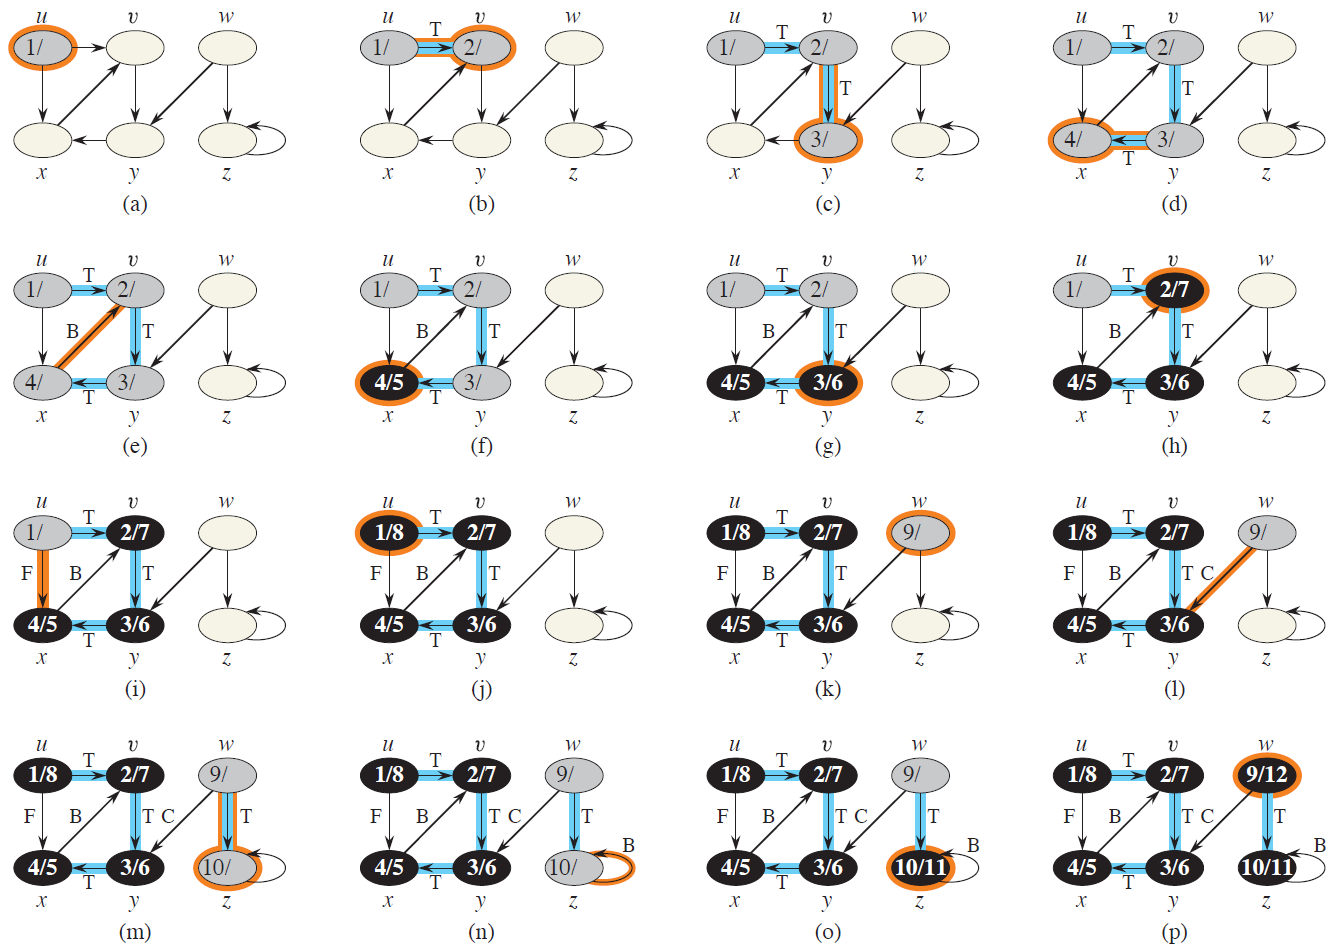 u v w u v w u v w u v w
T T T
1/ 1/ 2/ 1/ 2/ 1/ 2/
T T
3/ 4/ 3/
T
x y z x y z x y z x y z
(a) (b) (c) (d)
u v w u v w u v w u v w
T T T T
1/ 2/ 1/ 2/ 1/ 2/ 1/ 2/7
B T B T B T B T
4/ 3/ 4/5 3/ 4/5 3/6 4/5 3/6
T T T T
x y z x y z x y z x y z
(e) (f) (g) (h)
u v w u v w u v w u v w
T T T T
1/ 2/7 1/8 2/7 1/8 2/7 9/ 1/8 2/7 9/
F B T F B T F B T F B T C
4/5 3/6 4/5 3/6 4/5 3/6 4/5 3/6
T T T T
x y z x y z x y z x y z
(i) (j) (k) (l)
u v w u v w u v w u v w
T T T T
1/8 2/7 9/ 1/8 2/7 9/ 1/8 2/7 9/ 1/8 2/7 9/12
F B T C T F B T C T F B T C T F B T C T
B B B
4/5 3/6 10/ 4/5 3/6 10/ 4/5 3/6 10/11 4/5 3/6 10/11
T T T T
x y z x y z x y z x y z
(m) (n) (o) (p)